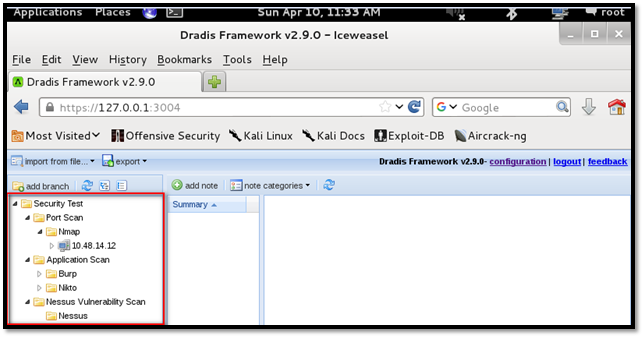 Applications Places Sun Apr 10, 11:33 AM root
Dradis Framework v2.9.0 - Iceweasel
File Edit View History Bookmarks Tools Help
Dradis Framework v2.9.0
https://127.0.0.1:3004 Google
Most Visited Offensive Security Kali Linux Kali Docs Exploit-DB Aircrack-ng
import from file... export Dradis Framework v2.9.0- configuration | logout | feedback
add branch add note note categories
Security Test Summary
Port Scan
Nmap
10.48.14.12
Application Scan
Burp
Nikto
Nessus Vulnerability Scan
Nessus